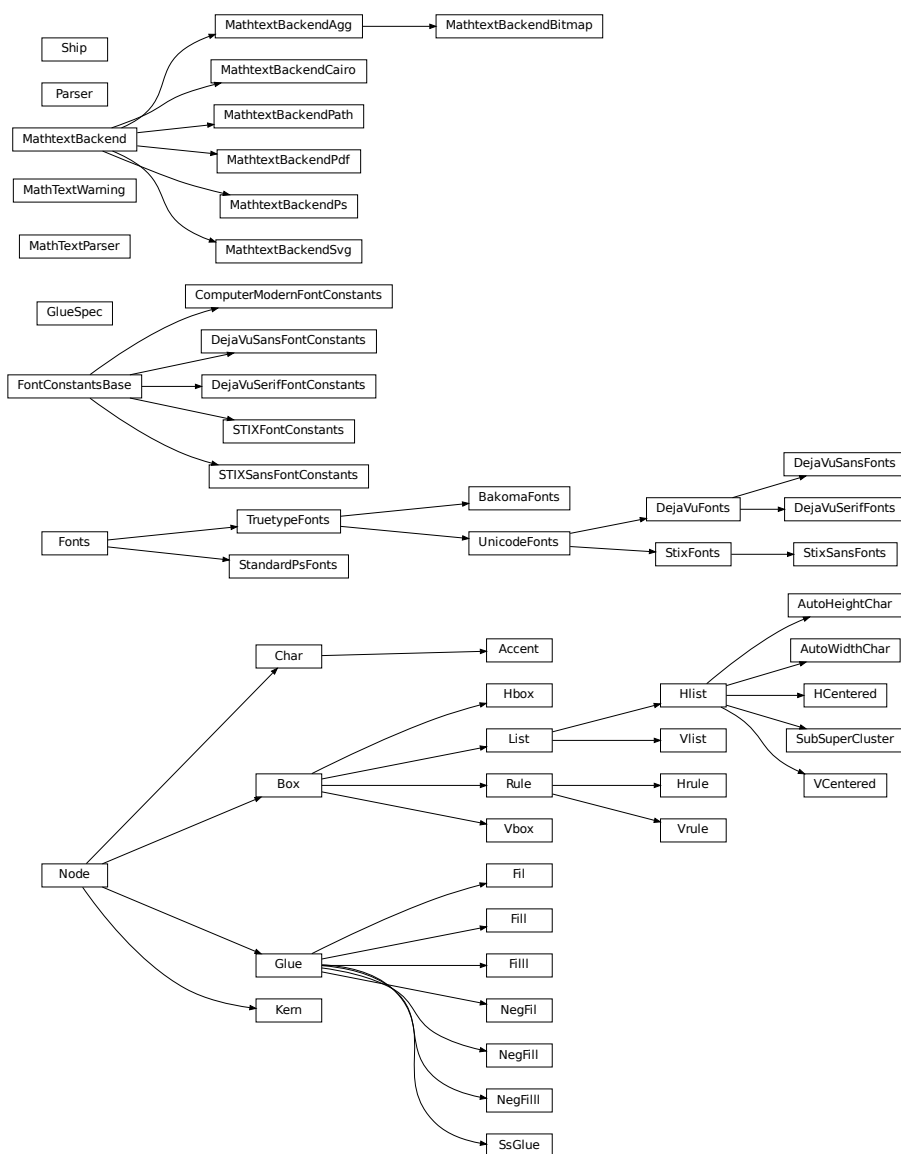 MathtextBackendAgg
MathtextBackendBitmap
Ship
MathtextBackendCairo
Parser
MathtextBackendPath
MathtextBackend
MathtextBackendPdf
MathTextWarning
MathtextBackendPs
MathTextParser
MathtextBackendSvg
ComputerModernFontConstants
GlueSpec
DejaVuSansFontConstants
FontConstantsBase
DejaVuSerifFontConstants
STIXFontConstants
STIXSansFontConstants
DejaVuSansFonts
BakomaFonts
DejaVuFonts
DejaVuSerifFonts
TruetypeFonts
Fonts
UnicodeFonts
StixFonts
StixSansFonts
StandardPsFonts
AutoHeightChar
Char
Accent
AutoWidthChar
Hbox
Hlist
HCentered
List
Vlist
SubSuperCluster
Box
Rule
Hrule
VCentered
Vbox
Vrule
Node
Fil
Fill
Glue
Filll
Kern
NegFil
NegFill
NegFilll
SsGlue